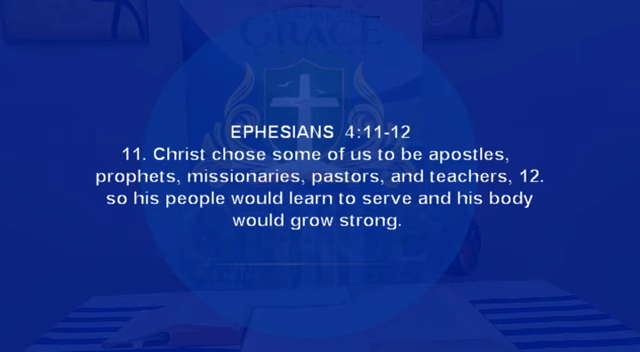 GRACE
EPHESIANS 4:11-12
11. Christ chose some of us to be apostles,
prophets, missionaries, pastors, and teachers, 12.
so his people would learn to serve and his body
would grow strong.